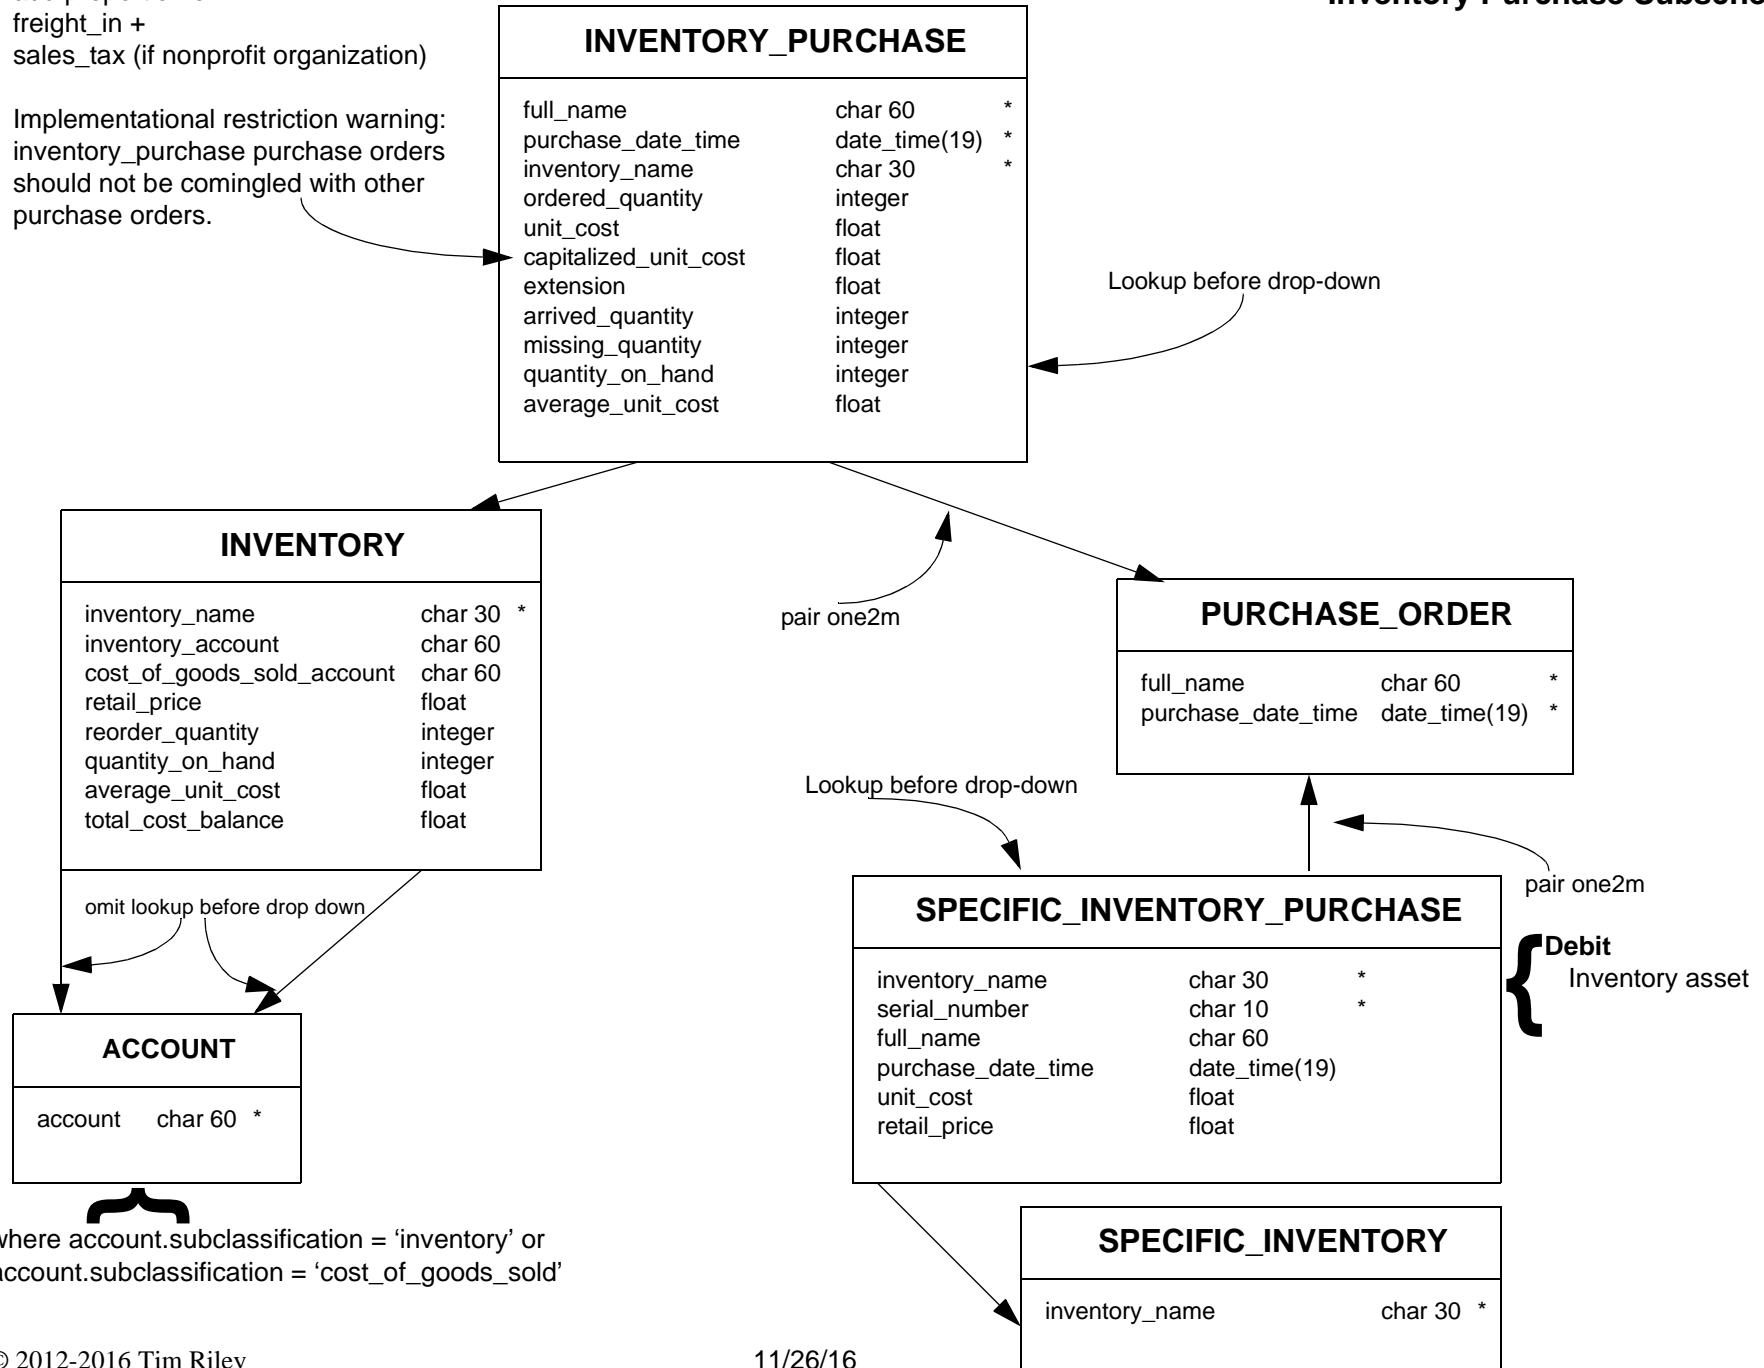 freight_in +
sales_tax (if nonprofit organization)
Implementational restriction warning:
inventory_purchase purchase orders
should not be comingled with other
purchase orders.
Inventory Purchase
INVENTORY_PURCHASE
full_name char 60 *
purchase_date_time date_time(19) *
inventory_name char 30 *
ordered_quantity integer
unit_cost float
capitalized_unit_cost float
extension float
arrived_quantity integer
missing_quantity integer
quantity_on_hand integer
average_unit_cost float
Lookup before drop-down
INVENTORY
inventory_name char 30 *
inventory_account char 60
cost_of_goods_sold_account char 60
retail_price float
reorder_quantity integer
quantity_on_hand integer
average_unit_cost float
total_cost_balance float
pair one2m
PURCHASE_ORDER
full_name char 60 *
purchase_date_time date_time(19) *
Lookup before drop-down
pair one2m
omit lookup before drop down
SPECIFIC_INVENTORY_PURCHASE
inventory_name char 30 *
serial_number char 10 *
full_name char 60
purchase_date_time date_time(19)
unit_cost float
retail_price float
{ Debit
Inventory asset
ACCOUNT
account char 60 *
{
where account.subclassification = ‘inventory’ or
account.subclassification = ‘cost_of_goods_sold’
SPECIFIC_INVENTORY
inventory_name char 30 *
© 2012-2016 Tim Riley
11/26/16